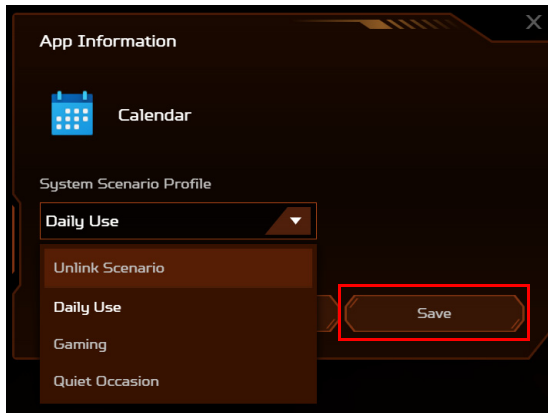 App Information
X
Calendar
System Scenario Profile
Daily Use
Unlink Scenario
Daily Use
Gaming
Quiet Occasion
Save